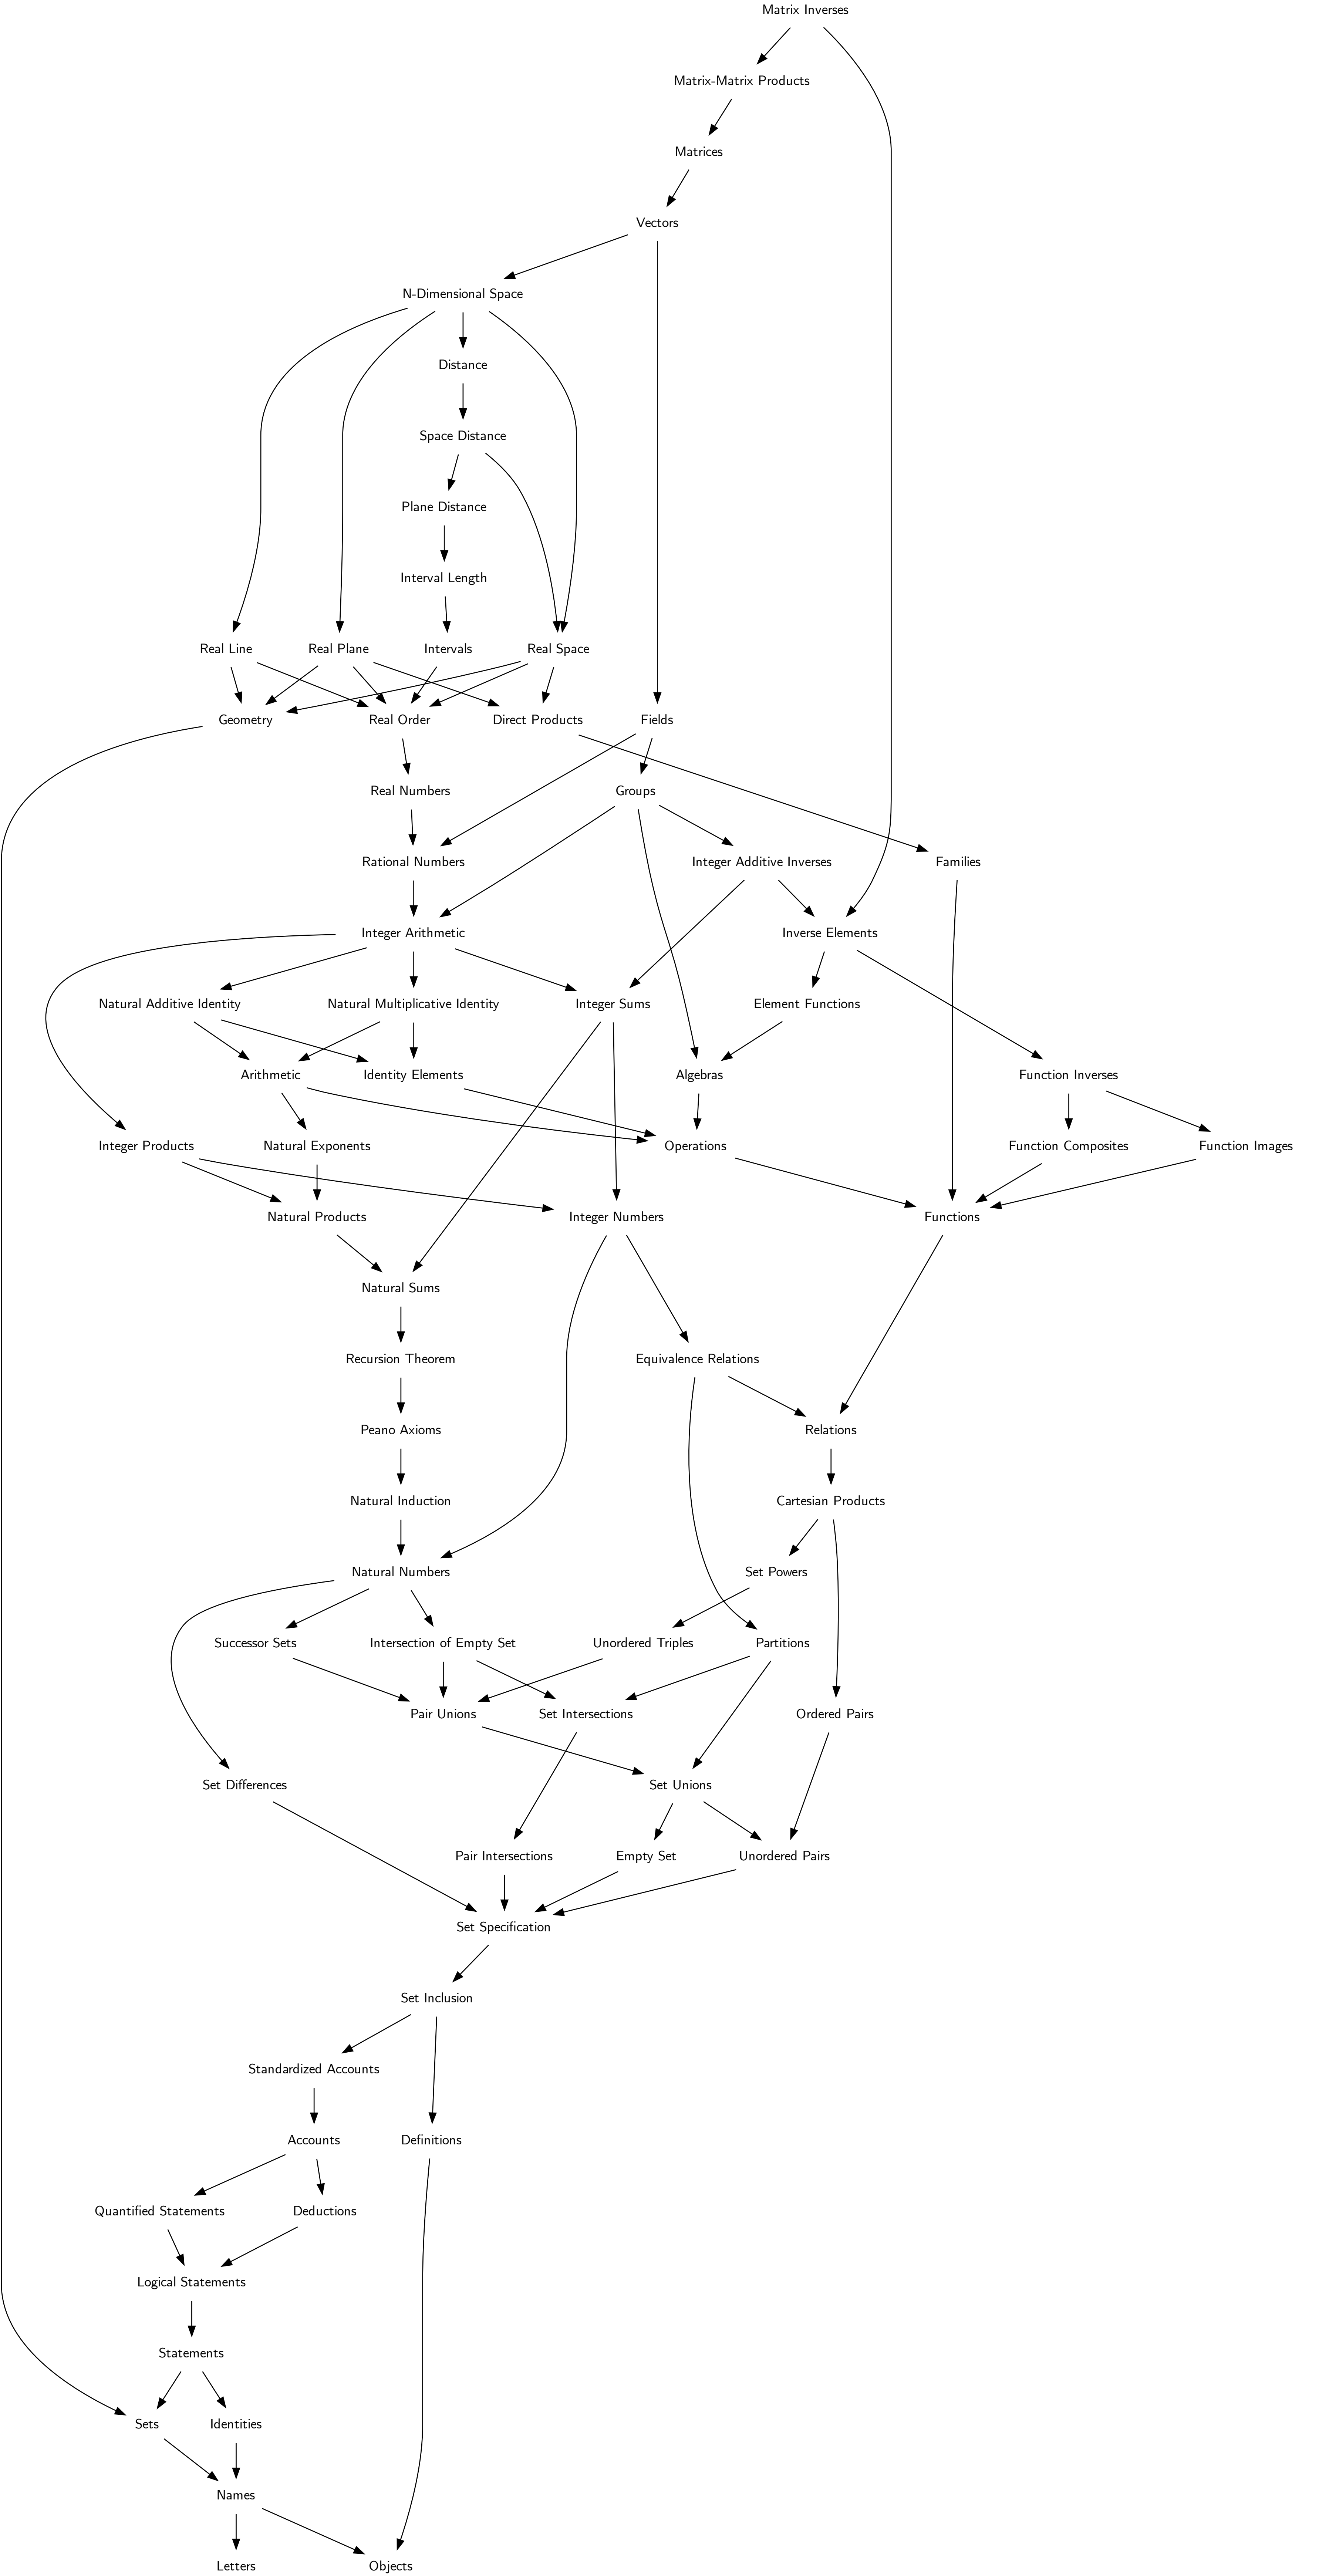 Matrix Inverses
Matrix-Matrix Products
Matrices
Vectors
N-Dimensional Space
Distance
Space Distance
Plane Distance
Interval Length
Real Line
Real Plane
Intervals
Real Space
Geometry
Real Order
Direct Products
Fields
Real Numbers
Groups
Rational Numbers
Integer Additive Inverses
Families
Integer Arithmetic
Inverse Elements
Natural Additive Identity
Natural Multiplicative Identity
Integer Sums
Element Functions
Arithmetic
Identity Elements
Algebras
Function Inverses
Integer Products
Natural Exponents
Operations
Function Composites
Function Images
Natural Products
Integer Numbers
Functions
Natural Sums
Recursion Theorem
Equivalence Relations
Peano Axioms
Relations
Natural Induction
Cartesian Products
Natural Numbers
Set Powers
Successor Sets
Intersection of Empty Set
Unordered Triples
Partitions
Pair Unions
Set Intersections
Ordered Pairs
Set Differences
Set Unions
Pair Intersections
Empty Set
Unordered Pairs
Set Specification
Set Inclusion
Standardized Accounts
Accounts
Definitions
Quantified Statements
Deductions
Logical Statements
Statements
Sets
Identities
Names
Letters
Objects